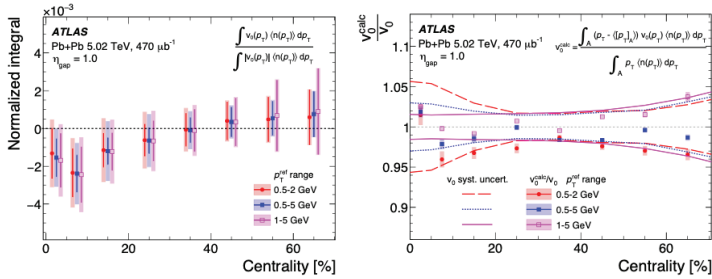 ×10⁻³
Normalized integral
4
2
0
−2
−4
0 20 40 60
Centrality [%]
ATLAS
Pb+Pb 5.02 TeV, 470 μb⁻¹
η_gap = 1.0
∫ v₀(p_T) ⟨n(p_T)⟩ dp_T
∫ |v₀(p_T)| ⟨n(p_T)⟩ dp_T
p_T^ref range
0.5-2 GeV
0.5-5 GeV
1-5 GeV
v₀^calc / v₀
1.1
1.05
1
0.95
0.9
0 20 40 60
Centrality [%]
ATLAS
Pb+Pb 5.02 TeV, 470 μb⁻¹
η_gap = 1.0
v₀^calc = ∫_A (p_T - ⟨[p_T]_A⟩) v₀(p_T) ⟨n(p_T)⟩ dp_T
∫_A p_T ⟨n(p_T)⟩ dp_T
v₀ syst. uncert. v₀^calc/v₀ p_T^ref range
0.5-2 GeV
0.5-5 GeV
1-5 GeV